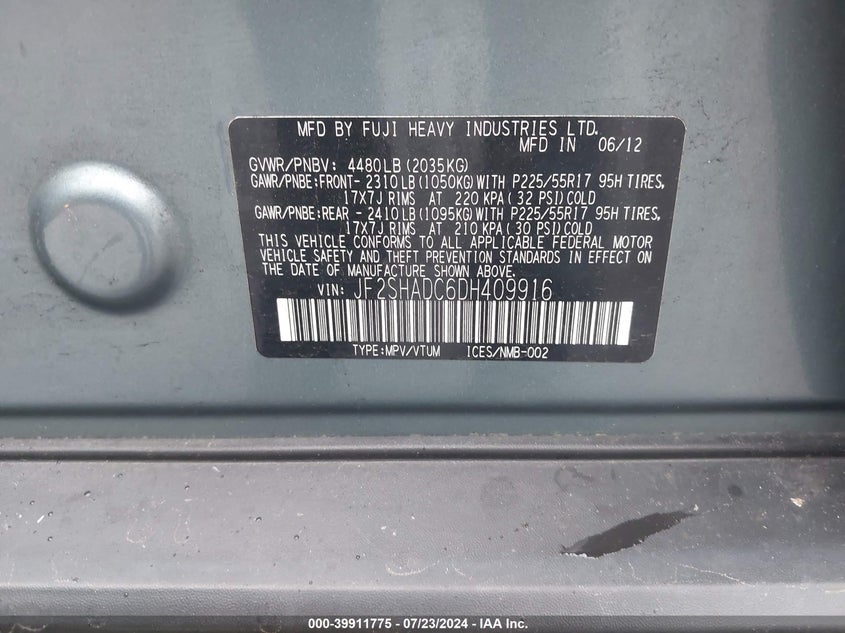 MFD BY FUJI HEAVY INDUSTRIES LTD.
MFD IN 06/12
GVWR/PNBV: 4480LB (2035KG)
GAWR/PNBE:FRONT- 2310LB (1050KG) WITH P225/55R17 95H TIRES,
17X7J RIMS AT 220 KPA ( 32 PSI) COLD
GAWR/PNBE:REAR - 2410LB (1095KG) WITH P225/55R17 95H TIRES,
17X7J RIMS AT 210 KPA ( 30 PSI) COLD
THIS VEHICLE CONFORMS TO ALL APPLICABLE FEDERAL MOTOR
VEHICLE SAFETY AND THEFT PREVENTION STANDARDS IN EFFECT ON
THE DATE OF MANUFACTURE SHOWN ABOVE.
VIN: JF2SHADC6DH409916
TYPE:MPV/VTUM ICES/NMB-002
000-39911775 - 07/23/2024 - IAA Inc.